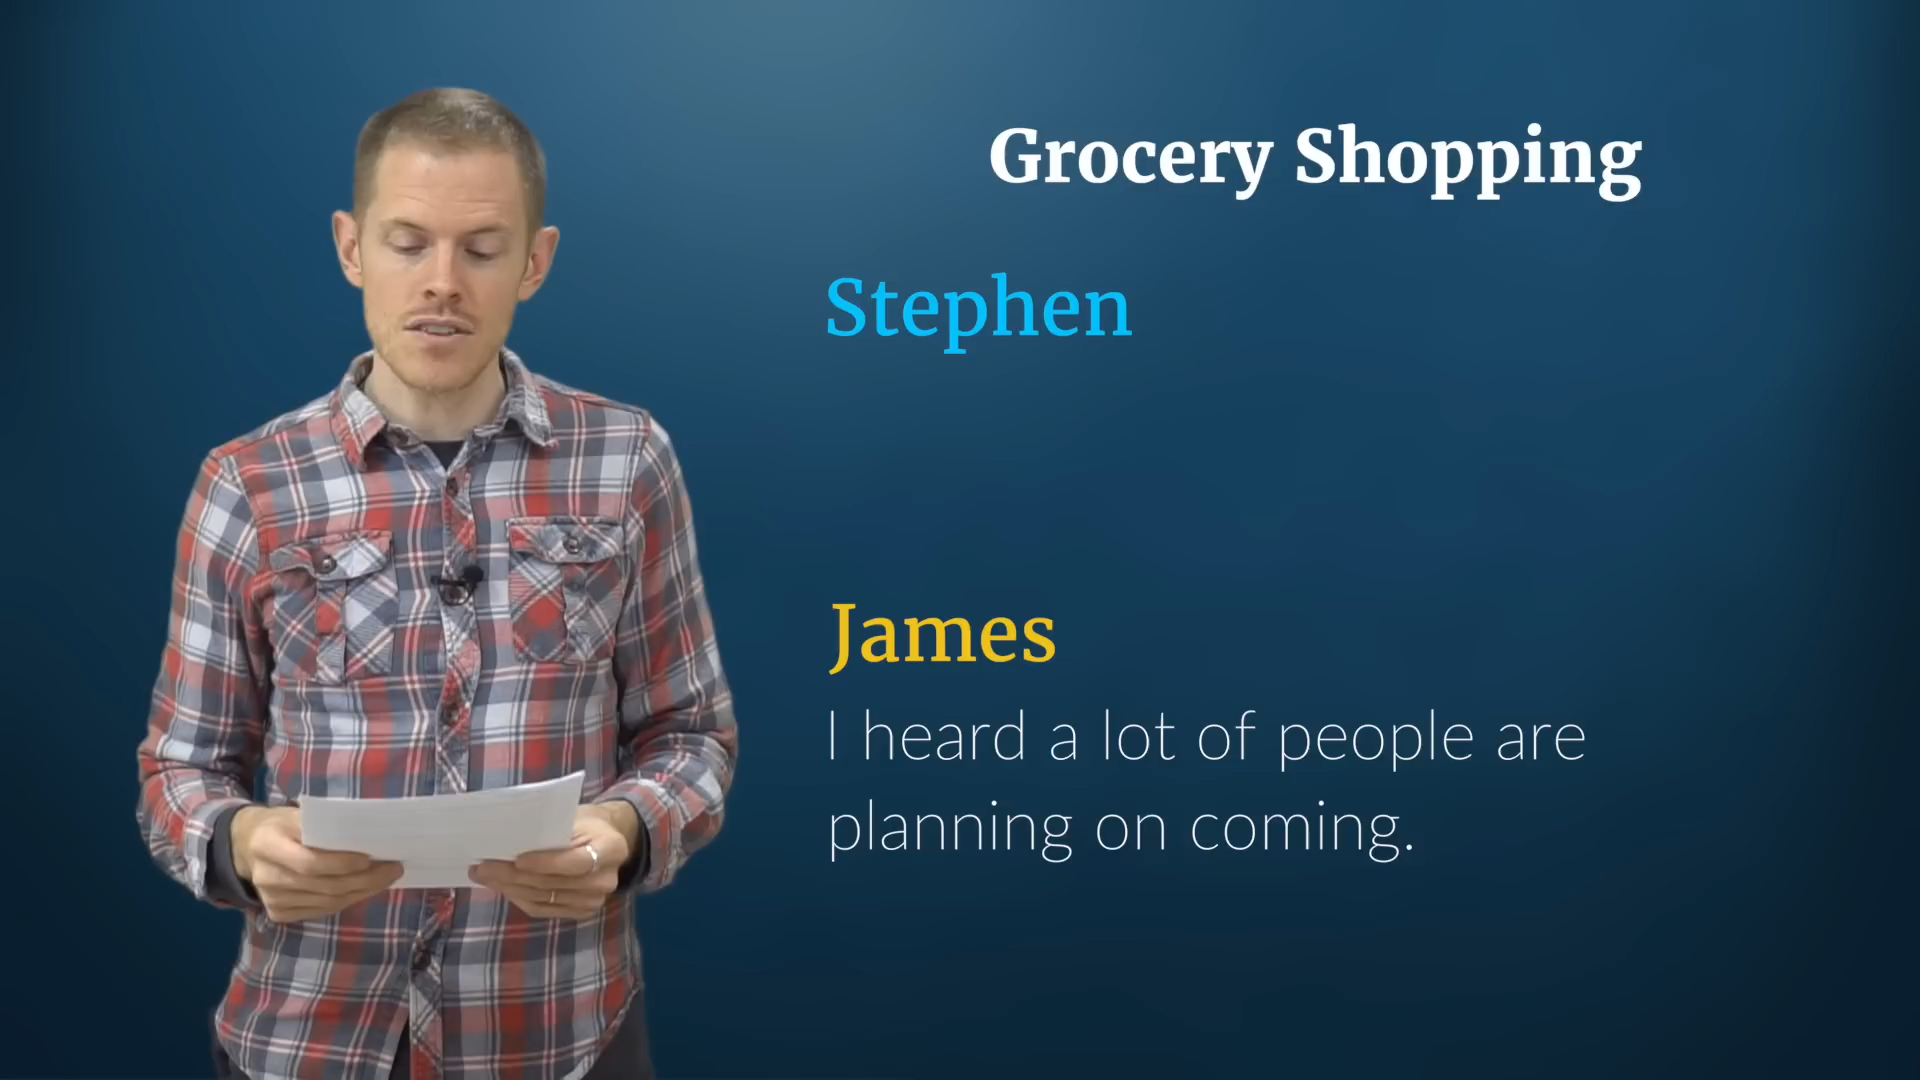 Grocery Shopping
Stephen
James
I heard a lot of people are
planning on coming.